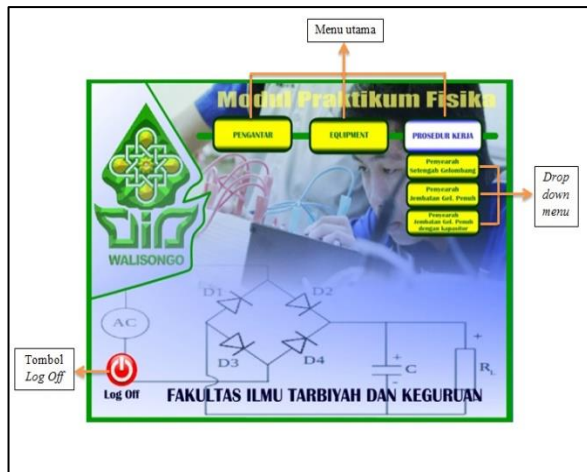 Menu utama
Modul Praktikum Fisika
PENGANTAR
EQUIPMENT
PROSEDUR KERJA
Penyearah
Setengah Gelombang
Penyearah
Jembatan Gel. Penuh
Penyearah
Jembatan Gel. Penuh
dengan kapasitor
Drop
down
menu
WALISONGO
D1
D2
AC
D3
D4
+
C
-
+
RL
-
Tombol
Log Off
Log Off
FAKULTAS ILMU TARBIYAH DAN KEGURUAN